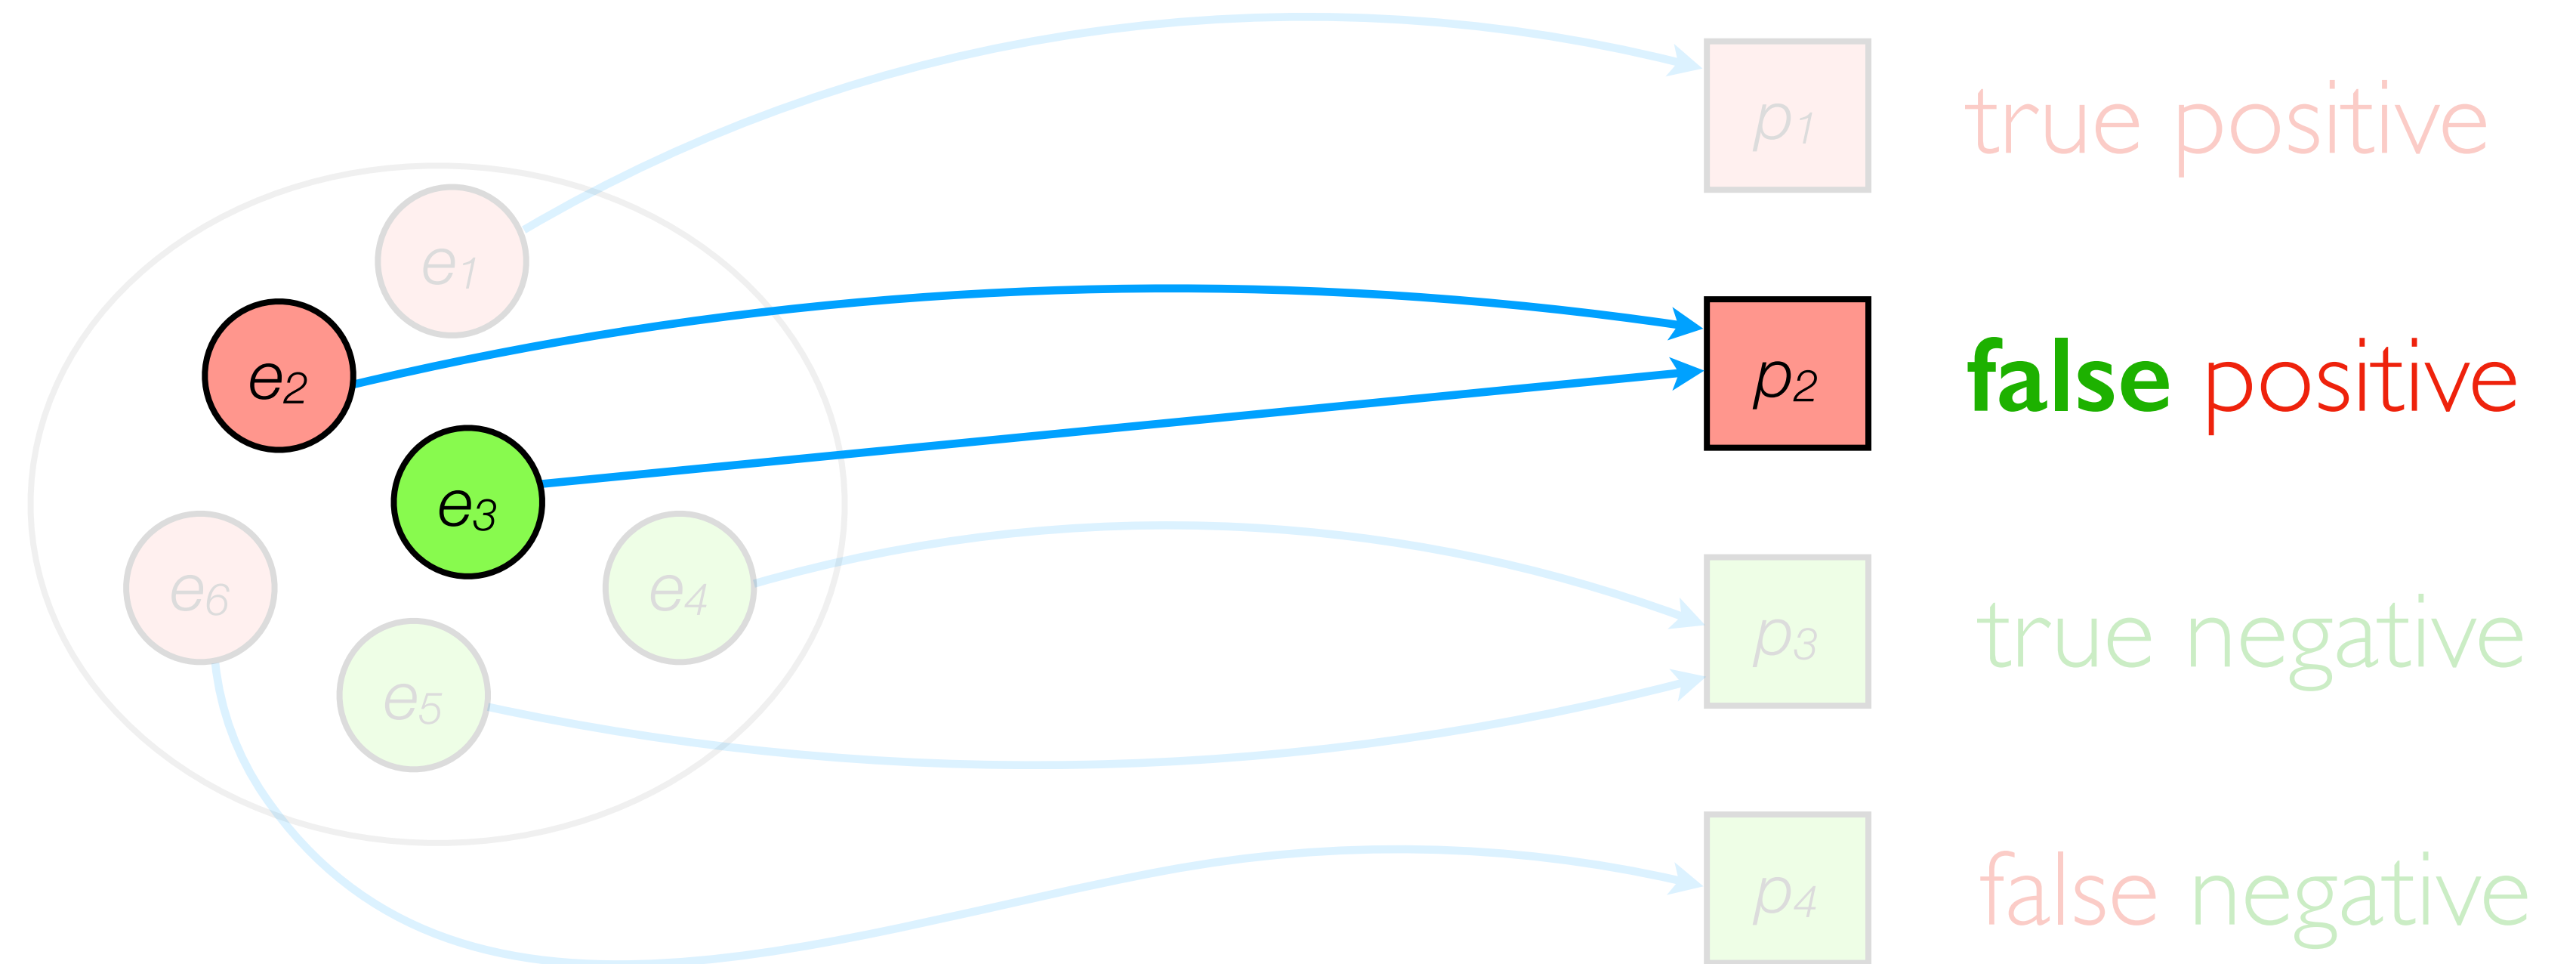 p1 true positive
e1
e2 p2 false positive
e3
e6 e4 p3 true negative
e5
p4 false negative